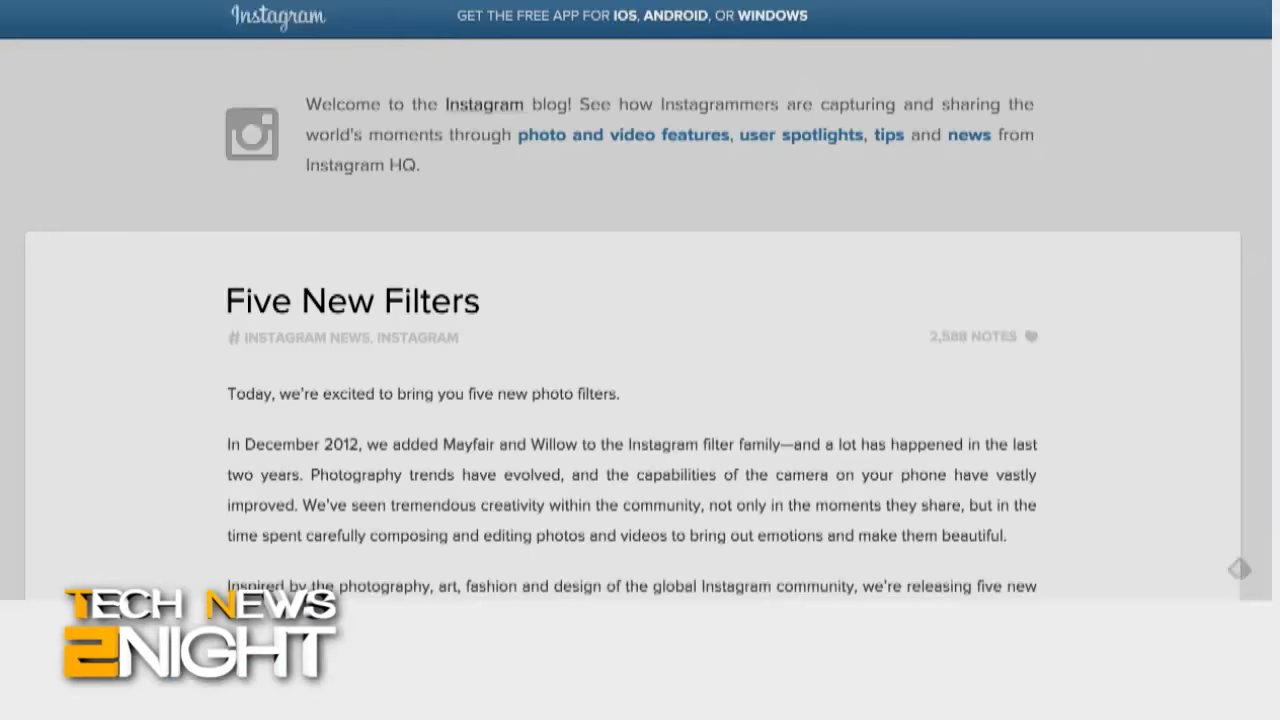 Instagram
GET THE FREE APP FOR IOS, ANDROID, OR WINDOWS
Welcome to the Instagram blog! See how Instagrammers are capturing and sharing the
world's moments through photo and video features, user spotlights, tips and news from
Instagram HQ.
Five New Filters
# INSTAGRAM NEWS, INSTAGRAM
2,588 NOTES
Today, we're excited to bring you five new photo filters.
In December 2012, we added Mayfair and Willow to the Instagram filter family—and a lot has happened in the last
two years. Photography trends have evolved, and the capabilities of the camera on your phone have vastly
improved. We've seen tremendous creativity within the community, not only in the moments they share, but in the
time spent carefully composing and editing photos and videos to bring out emotions and make them beautiful.
Inspired by the photography, art, fashion and design of the global Instagram community, we're releasing five new
TECH NEWS
2NIGHT